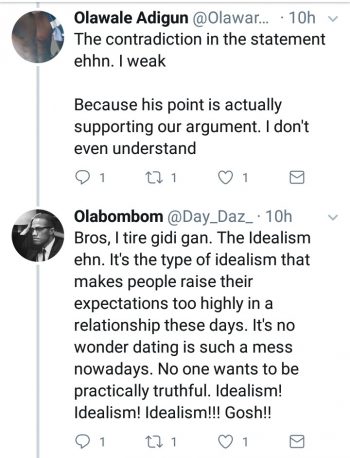 Olawale Adigun @Olawar... · 10h
The contradiction in the statement
ehhn. I weak
Because his point is actually
supporting our argument. I don't
even understand
1 1 1
Olabombom @Day_Daz_ · 10h
Bros, I tire gidi gan. The Idealism
ehn. It's the type of idealism that
makes people raise their
expectations too highly in a
relationship these days. It's no
wonder dating is such a mess
nowadays. No one wants to be
practically truthful. Idealism!
Idealism! Idealism!!! Gosh!!
1 1 1